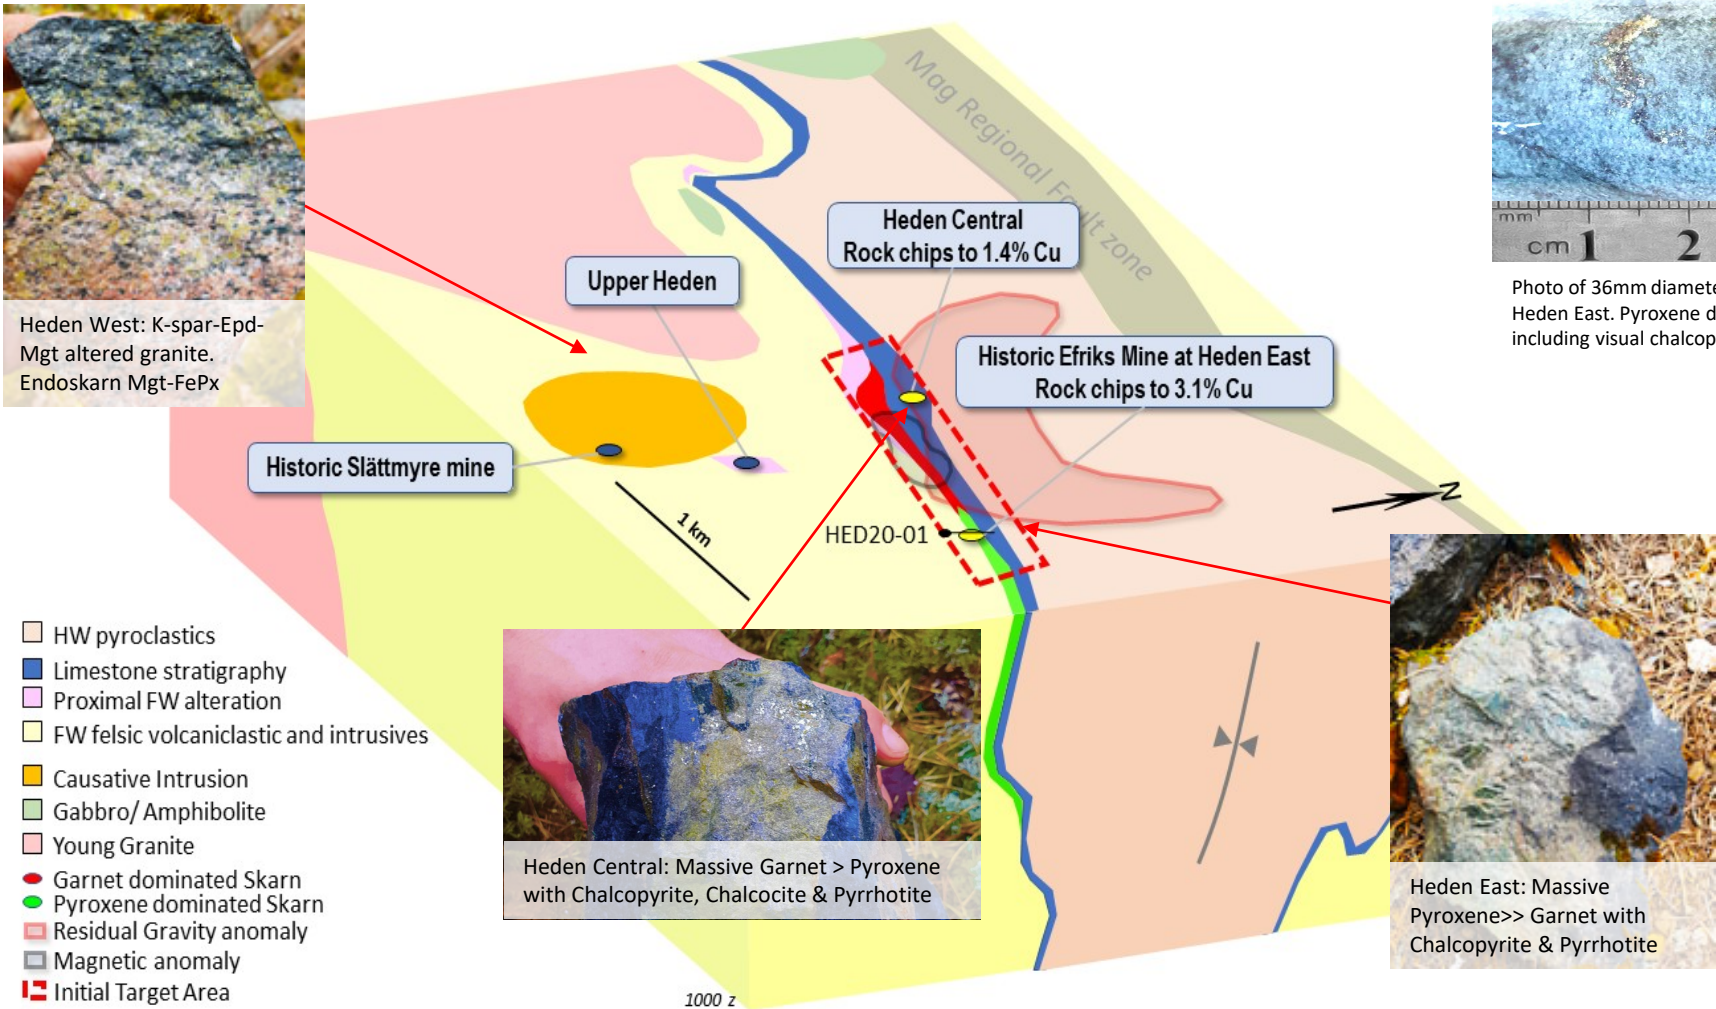 Mag Regional Fault zone
Heden Central
Rock chips to 1.4% Cu
Upper Heden
Historic Efriks Mine at Heden East
Rock chips to 3.1% Cu
Historic Slättmyre mine
HED20-01
1 km
N
mm
cm 1 2
Photo of 36mm
Heden East. Pyroxene
including visual
Heden West: K-spar-Epd-
Mgt altered granite.
Endoskarn Mgt-FePx
HW pyroclastics
Limestone stratigraphy
Proximal FW alteration
FW felsic volcaniclastic and intrusives
Causative Intrusion
Gabbro/ Amphibolite
Young Granite
Garnet dominated Skarn
Pyroxene dominated Skarn
Residual Gravity anomaly
Magnetic anomaly
Initial Target Area
Heden Central: Massive Garnet > Pyroxene
with Chalcopyrite, Chalcocite & Pyrrhotite
Heden East: Massive
Pyroxene>> Garnet with
Chalcopyrite & Pyrrhotite
1000 z